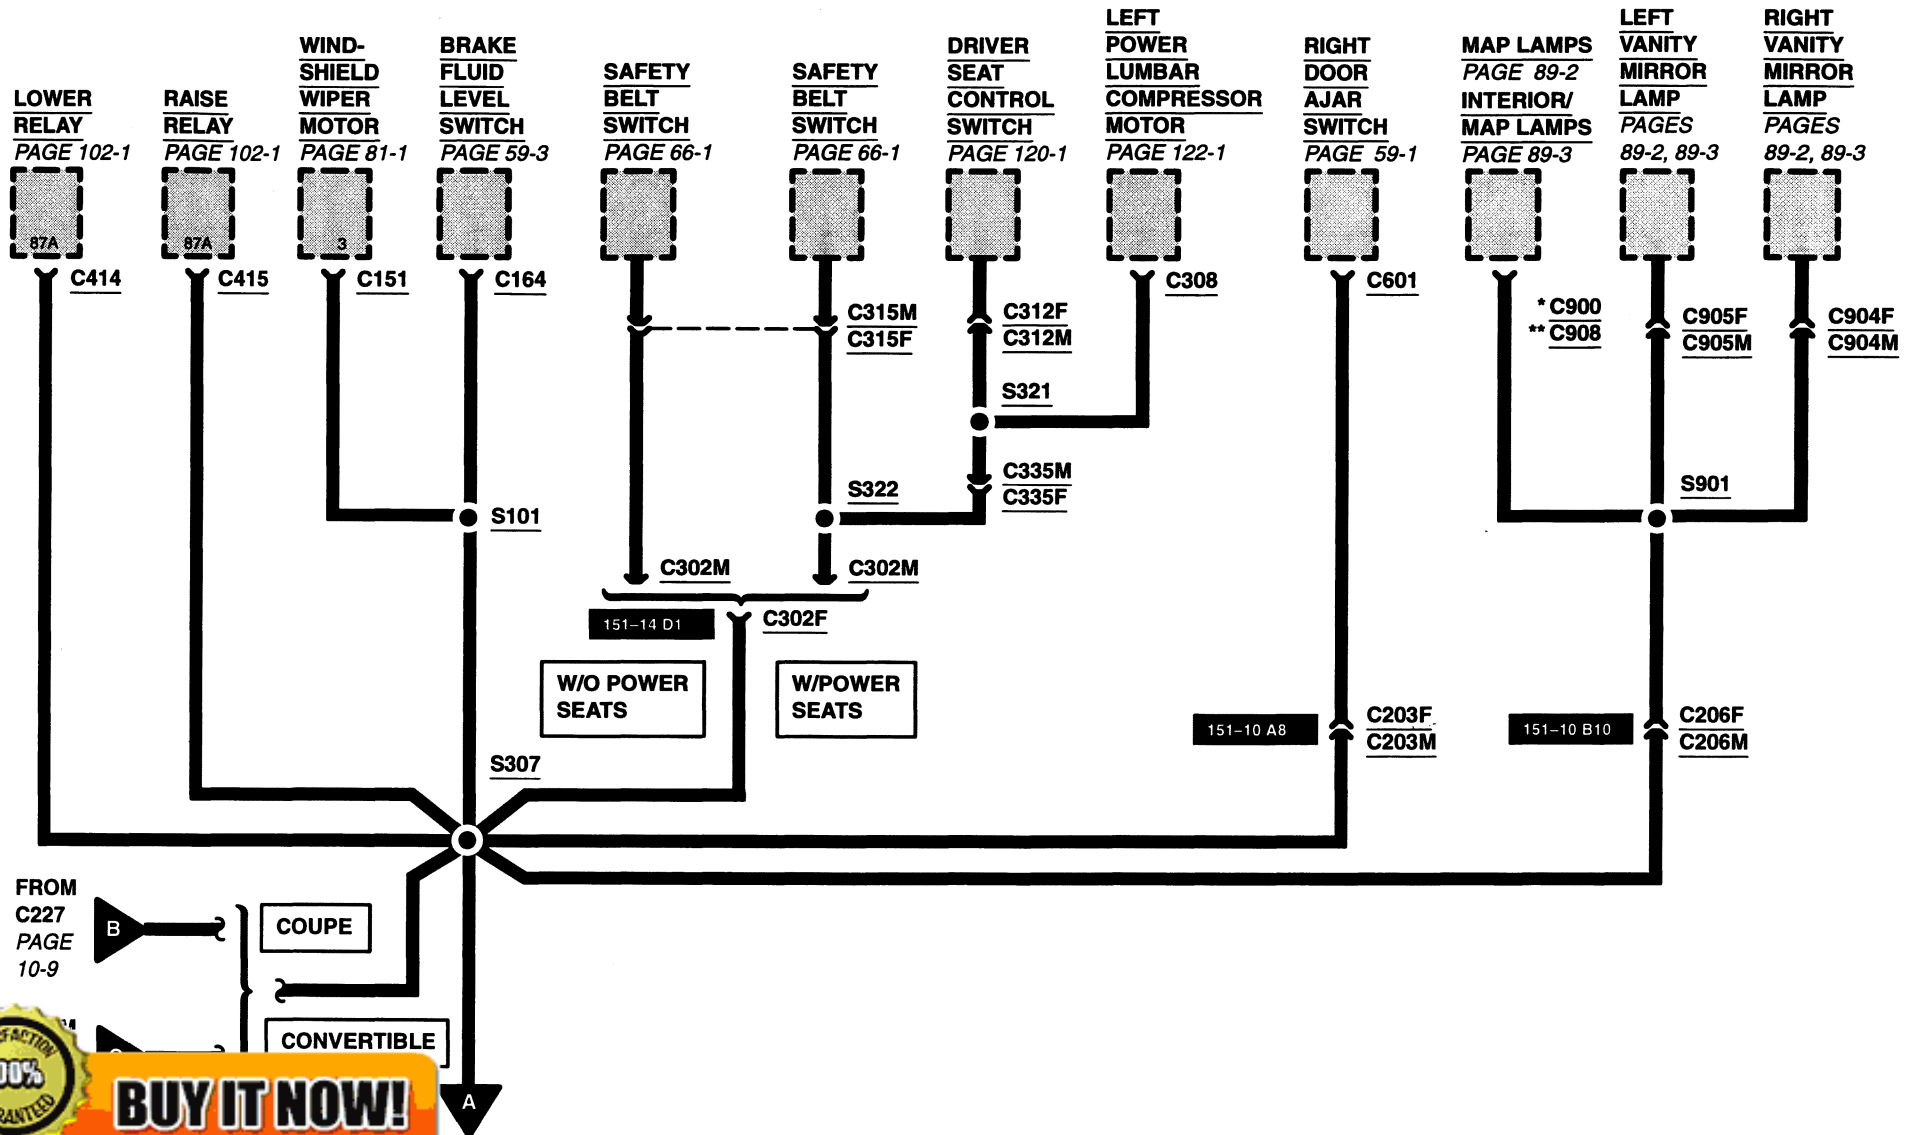 LOWER
RELAY
PAGE 102-1
RAISE
RELAY
PAGE 102-1
WIND-
SHIELD
WIPER
MOTOR
PAGE 81-1
BRAKE
FLUID
LEVEL
SWITCH
PAGE 59-3
SAFETY
BELT
SWITCH
PAGE 66-1
SAFETY
BELT
SWITCH
PAGE 66-1
DRIVER
SEAT
CONTROL
SWITCH
PAGE 120-1
LEFT
POWER
LUMBAR
COMPRESSOR
MOTOR
PAGE 122-1
RIGHT
DOOR
AJAR
SWITCH
PAGE 59-1
MAP LAMPS
PAGE 89-2
INTERIOR/
MAP LAMPS
PAGE 89-3
LEFT
VANITY
MIRROR
LAMP
PAGES
89-2, 89-3
RIGHT
VANITY
MIRROR
LAMP
PAGES
89-2, 89-3
87A
87A
3
C414
C415
C151
C164
C315M
C315F
C312F
C312M
C308
C601
* C900
** C908
C905F
C905M
C904F
C904M
S321
C335M
C335F
S322
S901
S101
C302M
C302M
151-14 D1
C302F
W/O POWER
SEATS
W/POWER
SEATS
151-10 A8
C203F
C203M
151-10 B10
C206F
C206M
S307
FROM
C227
PAGE
10-9
B
COUPE
CONVERTIBLE
A
BUY IT NOW!